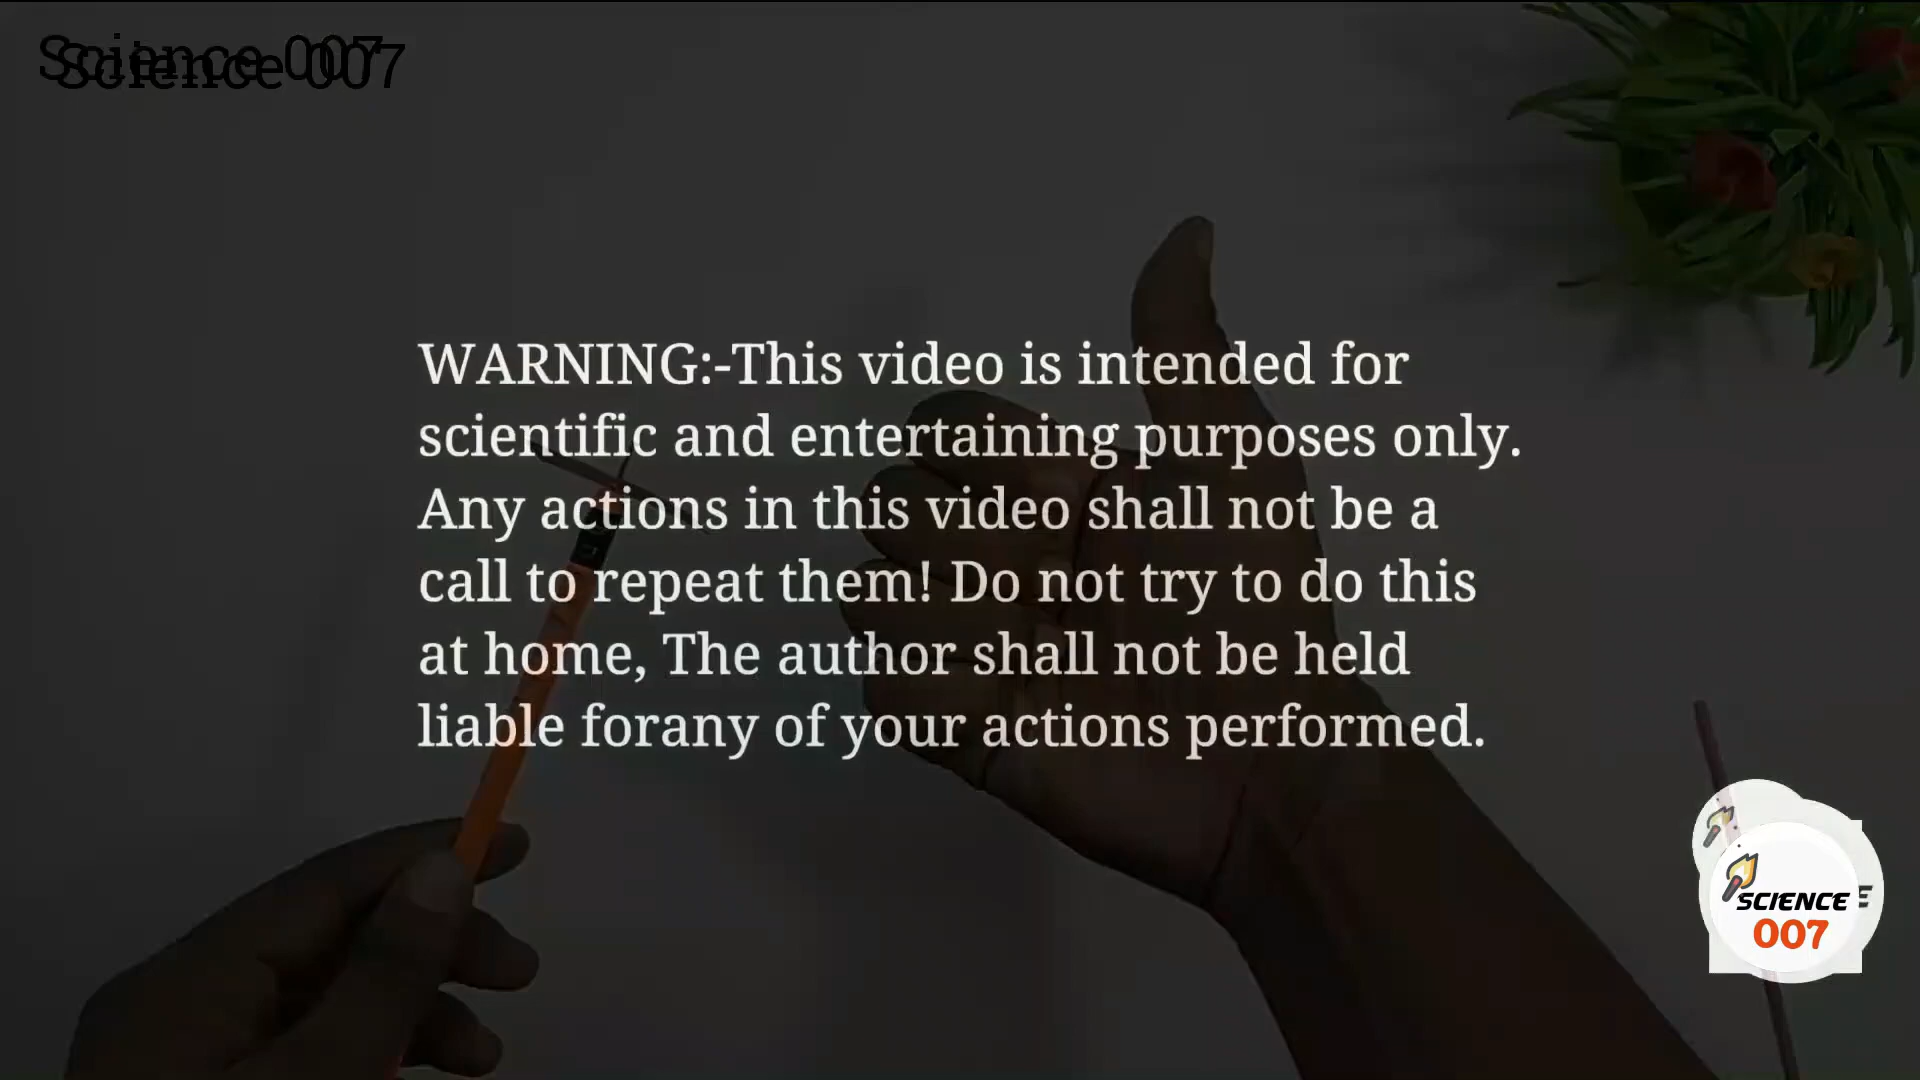 Science 007
Science 007
WARNING:-This video is intended for
scientific and entertaining purposes only.
Any actions in this video shall not be a
call to repeat them! Do not try to do this
at home, The author shall not be held
liable forany of your actions performed.
SCIENCE
007